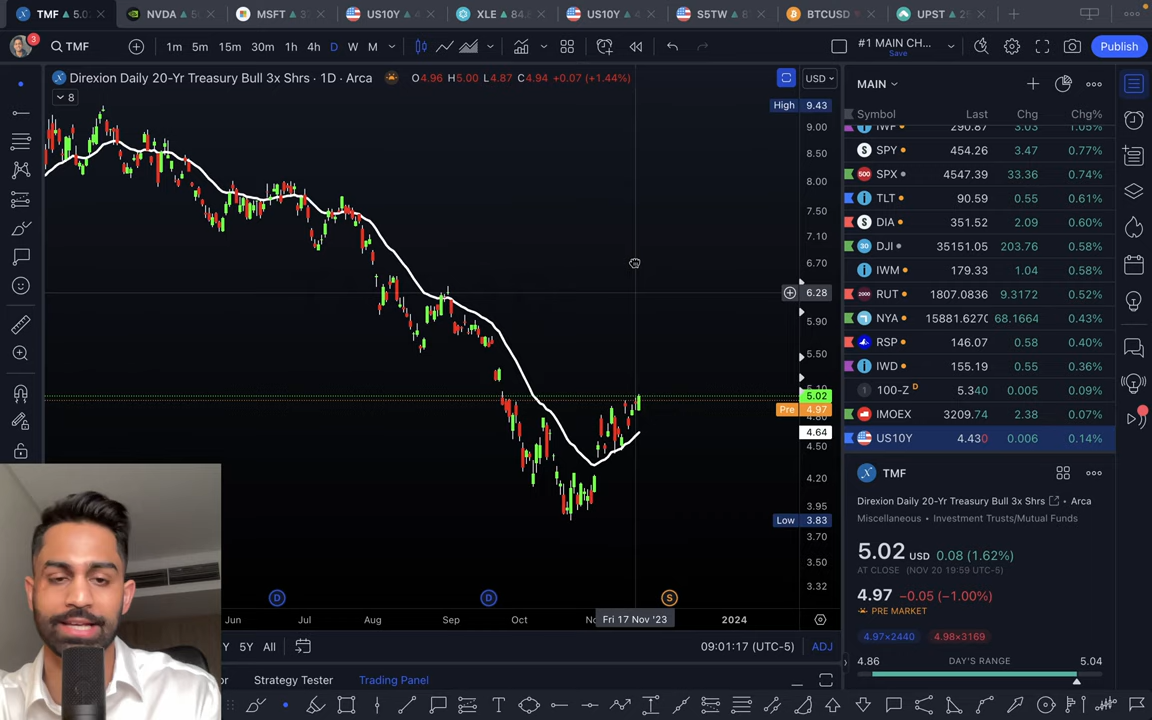 TMF ▲ 5.0
NVDA ▲
MSFT ▲
US10Y ▲
XLE ▲ 84.
US10Y ▲
S5TW ▲
BTCUSD
UPST ▲
3
TMF
1m 5m 15m 30m 1h 4h D W M
#1 MAIN CH...
Save
Publish
Direxion Daily 20-Yr Treasury Bull 3x Shrs · 1D · Arca
O4.96 H5.00 L4.87 C4.94 +0.07 (+1.44%)
USD
8
High 9.43
9.00
8.50
8.00
7.50
7.10
6.70
6.28
5.90
5.50
5.02
Pre 4.97
4.64
4.50
4.20
3.95
Low 3.83
3.70
3.50
3.32
D D S
Jun Jul Aug Sep Oct Fri 17 Nov '23 2024
Y 5Y All
09:01:17 (UTC-5) ADJ
Strategy Tester Trading Panel
MAIN
Symbol Last Chg Chg%
IWF 290.87 3.03 1.05%
SPY 454.26 3.47 0.77%
SPX 4547.39 33.36 0.74%
TLT 90.59 0.55 0.61%
DIA 351.52 2.09 0.60%
DJI 35151.05 203.76 0.58%
IWM 179.33 1.04 0.58%
RUT 1807.0836 9.3172 0.52%
NYA 15881.6270 68.1664 0.43%
RSP 146.07 0.58 0.40%
IWD 155.19 0.55 0.36%
100-Z D 5.340 0.005 0.09%
IMOEX 3209.74 2.38 0.07%
US10Y 4.430 0.006 0.14%
TMF
Direxion Daily 20-Yr Treasury Bull 3x Shrs • Arca
Miscellaneous • Investment Trusts/Mutual Funds
5.02 USD 0.08 (1.62%)
AT CLOSE (NOV 20 19:59 UTC-5)
4.97 −0.05 (−1.00%)
PRE MARKET
4.97×2440 4.98×3169
4.86 DAY'S RANGE 5.04